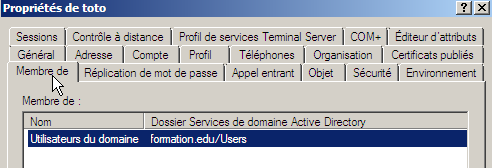 Propriétés de toto
Sessions Contrôle à distance Profil de services Terminal Server COM+ Éditeur d'attributs
Général Adresse Compte Profil Téléphones Organisation Certificats publiés
Membre de Réplication de mot de passe Appel entrant Objet Sécurité Environnement
Membre de :
Nom Dossier Services de domaine Active Directory
Utilisateurs du domaine formation.edu/Users